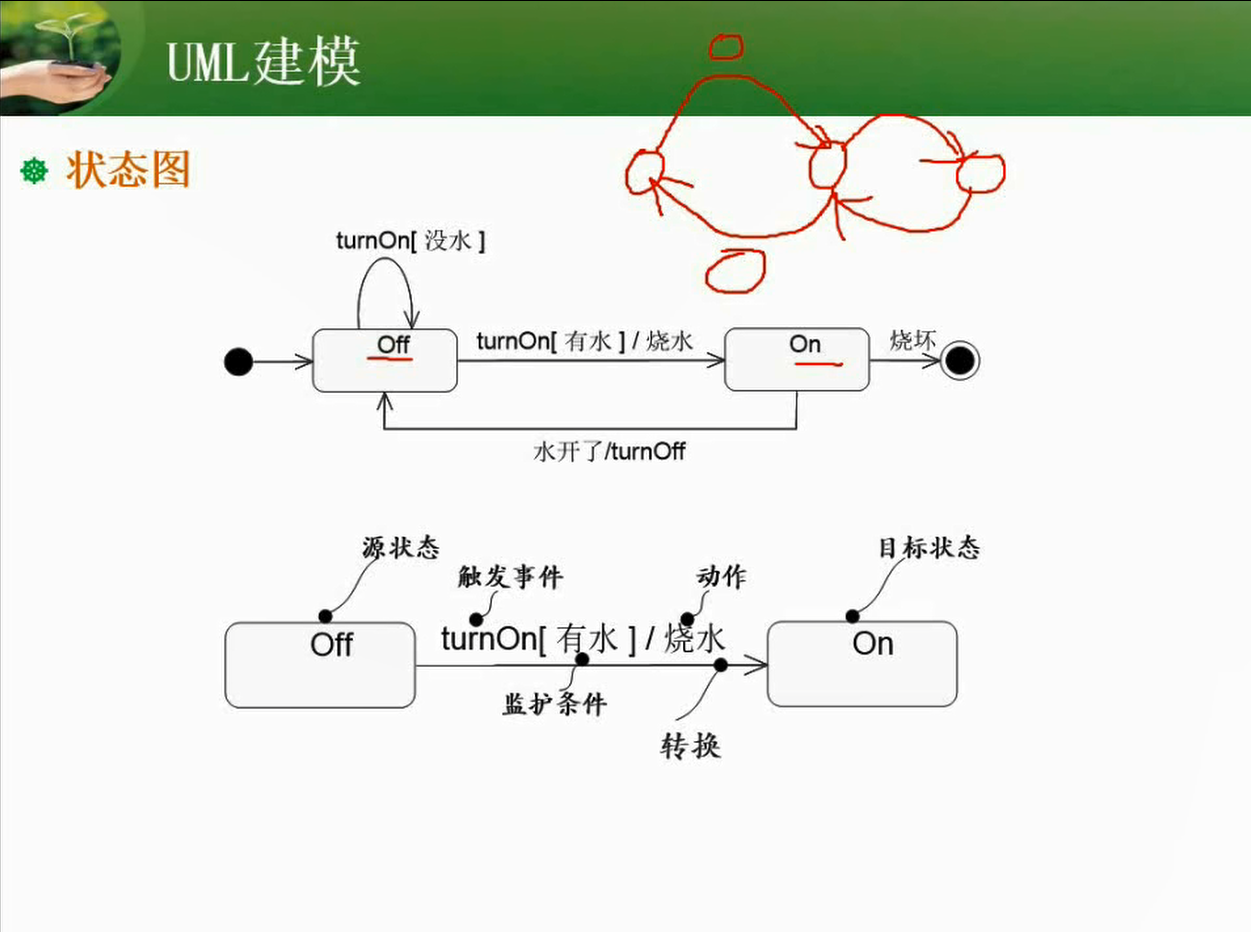 UML建模
状态图
turnOn[ 没水 ]
Off
turnOn[ 有水 ] / 烧水
On
烧坏
水开了/turnOff
源状态
触发事件
动作
目标状态
Off
turnOn[ 有水 ] / 烧水
On
监护条件
转换